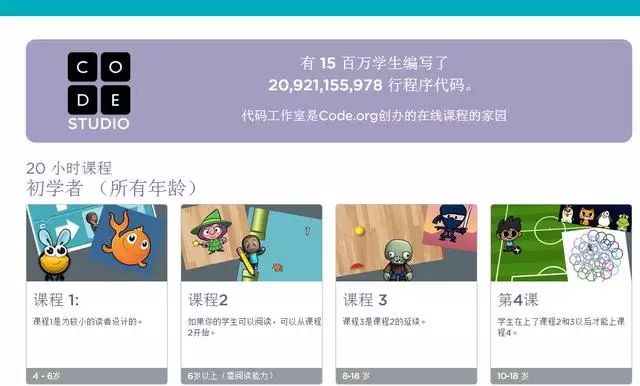 CODE
STUDIO
有 15 百万学生编写了
20,921,155,978 行程序代码。
代码工作室是Code.org创办的在线课程的家园
20 小时课程
初学者 （所有年龄）
课程 1:
课程1是为较小的读者设计的。
4 - 6岁
课程2
如果你的学生可以阅读，可以从课程
2开始。
6岁以上（需阅读能力）
课程 3
课程3是课程2的延续。
8-18 岁
第4课
学生在上了课程2和3以后才能上课
程4。
10-18 岁